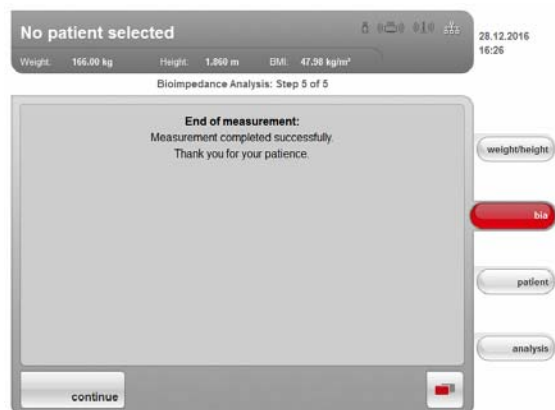 No patient selected
28.12.2016
16:26
Weight: 166.00 kg Height: 1.860 m BMI: 47.98 kg/m²
Bioimpedance Analysis: Step 5 of 5
End of measurement:
Measurement completed successfully.
Thank you for your patience.
weight/height
bia
patient
analysis
continue